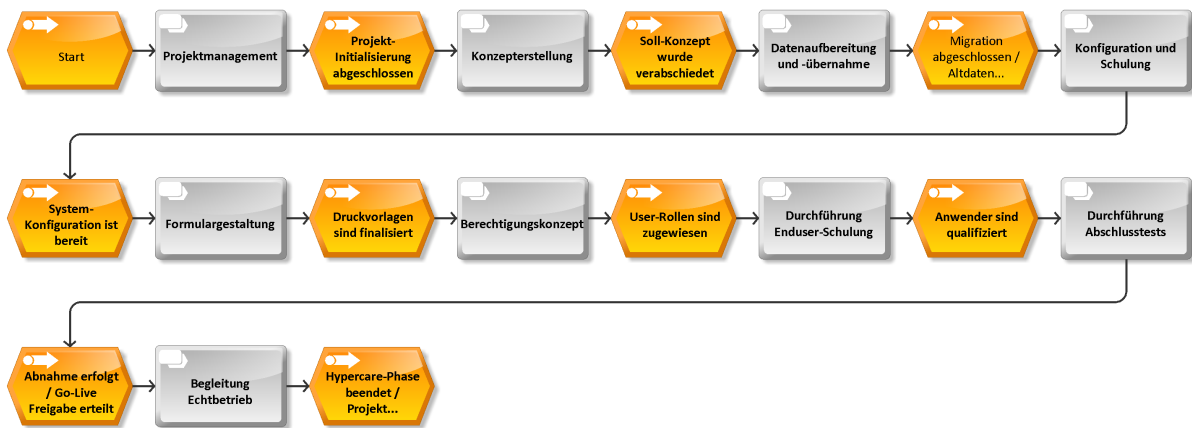 Start
Projektmanagement
Projekt-
Initialisierung
abgeschlossen
Konzepterstellung
Soll-Konzept
wurde
verabschiedet
Datenaufbereitung
und -übernahme
Migration
abgeschlossen /
Altdaten...
Konfiguration und
Schulung
System-
Konfiguration ist
bereit
Formulargestaltung
Druckvorlagen
sind finalisiert
Berechtigungskonzept
User-Rollen sind
zugewiesen
Durchführung
Enduser-Schulung
Anwender sind
qualifiziert
Durchführung
Abschlusstests
Abnahme erfolgt
/ Go-Live
Freigabe erteilt
Begleitung
Echtbetrieb
Hypercare-Phase
beendet /
Projekt...